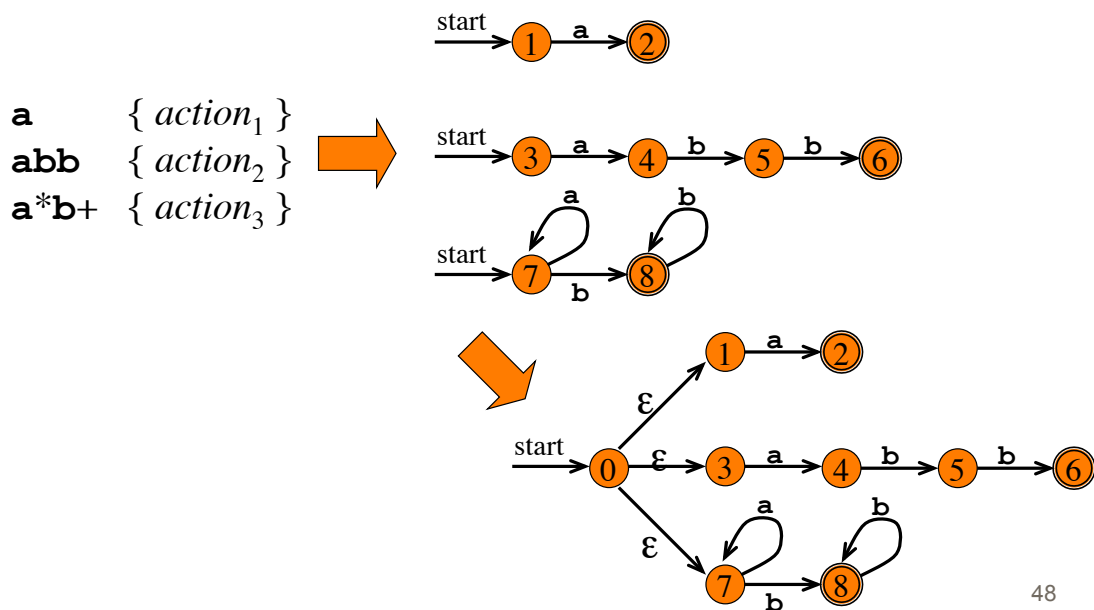 start 1 a 2
a { action₁ }
abb { action₂ }
a*b+ { action₃ }
start 3 a 4 b 5 b 6
a b
start 7 b 8
1 a 2
ε
start 0 ε 3 a 4 b 5 b 6
ε
a b
7 b 8
48